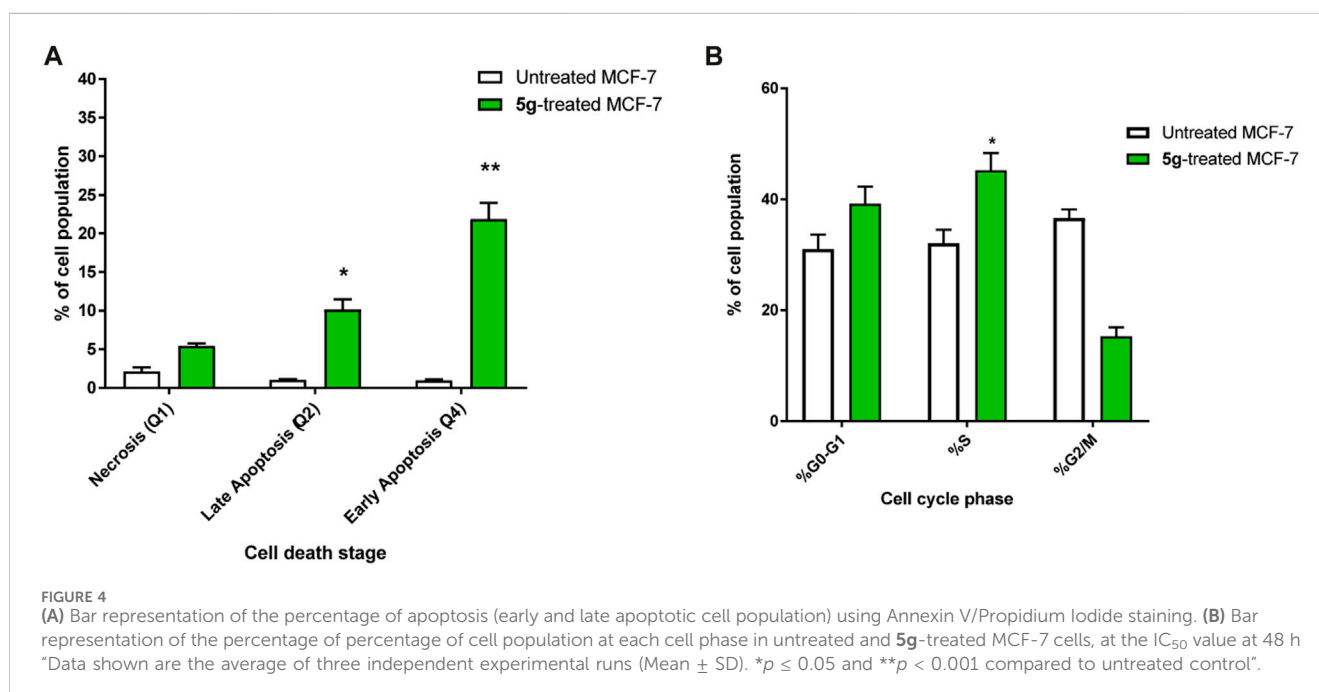 A
40
35
30
25
20
15
10
5
0
% of cell population
Untreated MCF-7
5g-treated MCF-7
*
**
Necrosis (Q1)
Late Apoptosis (Q2)
Early Apoptosis (Q4)
Cell death stage
B
60
40
20
0
% of cell population
Untreated MCF-7
5g-treated MCF-7
*
%G0-G1
%S
%G2/M
Cell cycle phase
FIGURE 4
(A) Bar representation of the percentage of apoptosis (early and late apoptotic cell population) using Annexin V/Propidium Iodide staining. (B) Bar
representation of the percentage of percentage of cell population at each cell phase in untreated and 5g-treated MCF-7 cells, at the IC50 value at 48 h
“Data shown are the average of three independent experimental runs (Mean ± SD). *p ≤ 0.05 and **p < 0.001 compared to untreated control”.